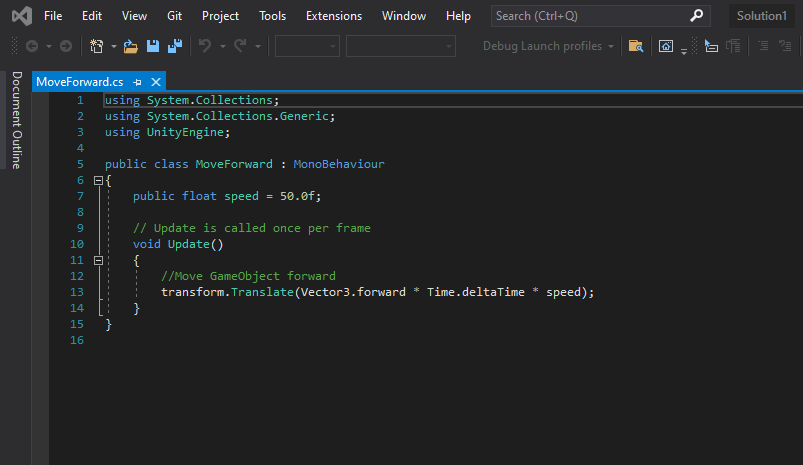 File Edit View Git Project Tools Extensions Window Help Search (Ctrl+Q) Solution1
Debug Launch profiles
Document Outline
MoveForward.cs
1 using System.Collections;
2 using System.Collections.Generic;
3 using UnityEngine;
4
5 public class MoveForward : MonoBehaviour
6 {
7 public float speed = 50.0f;
8
9 // Update is called once per frame
10 void Update()
11 {
12 //Move GameObject forward
13 transform.Translate(Vector3.forward * Time.deltaTime * speed);
14 }
15 }
16